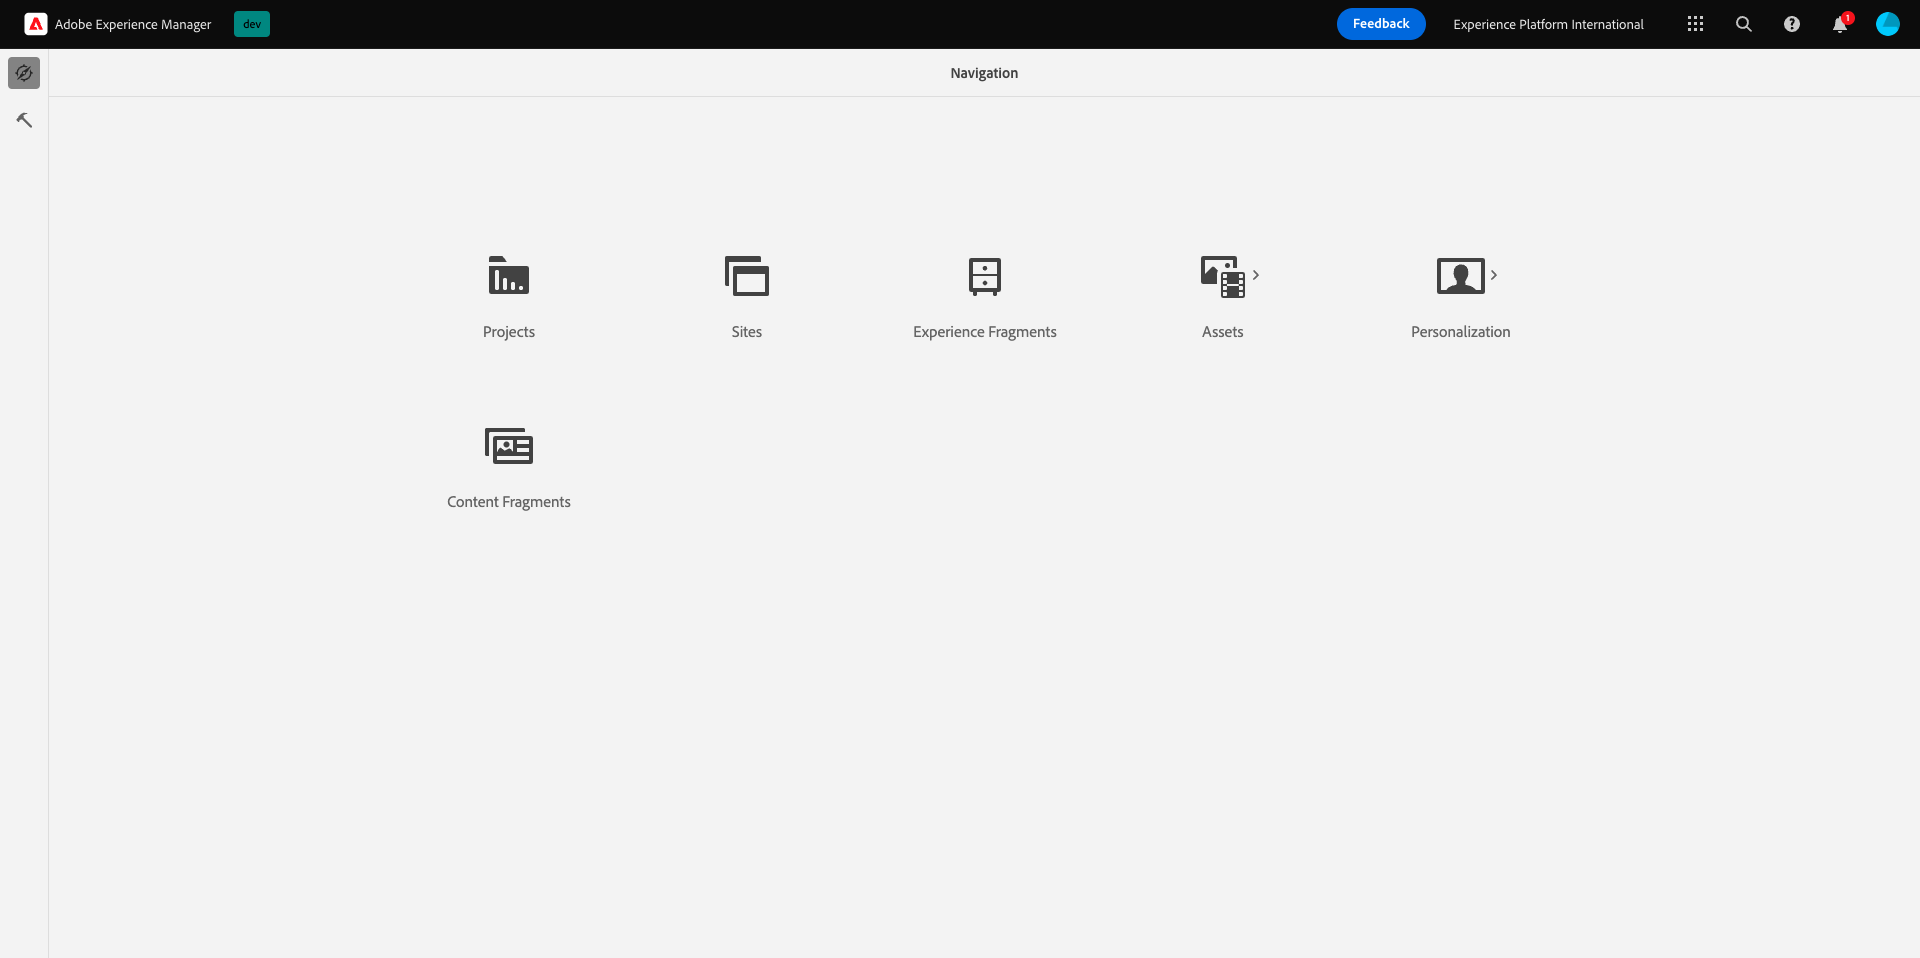 Adobe Experience Manager dev Feedback Experience Platform International 1
Navigation
Projects Sites Experience Fragments Assets Personalization
Content Fragments